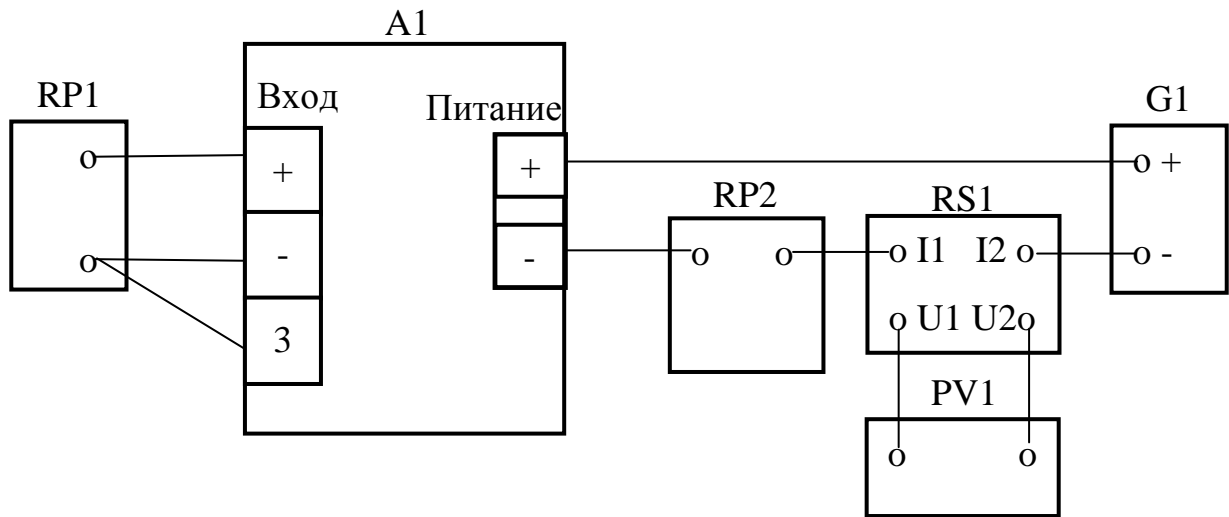 A1
RP1
Вход
Питание
G1
o
+
+
o +
RP2
RS1
o
-
-
o
o
o I1 I2 o
o -
3
o U1 U2o
PV1
o
o